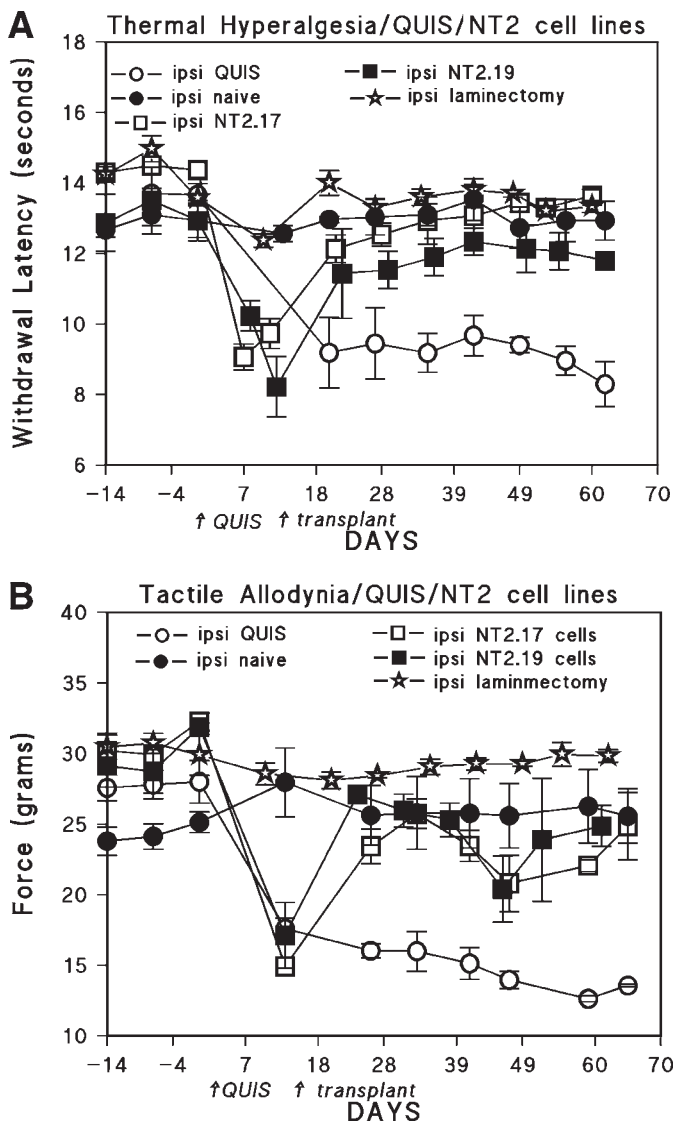 A
Thermal Hyperalgesia/QUIS/NT2 cell lines
Withdrawal Latency (seconds)
18
16
14
12
10
8
6
ipsi QUIS
ipsi naive
ipsi NT2.17
ipsi NT2.19
ipsi laminectomy
−14 −4 7 18 28 39 49 60 70
↑ QUIS ↑ transplant
DAYS
B
Tactile Allodynia/QUIS/NT2 cell lines
Force (grams)
40
35
30
25
20
15
10
ipsi QUIS
ipsi naive
ipsi NT2.17 cells
ipsi NT2.19 cells
ipsi laminmectomy
−14 −4 7 18 28 39 49 60 70
↑QUIS ↑ transplant
DAYS